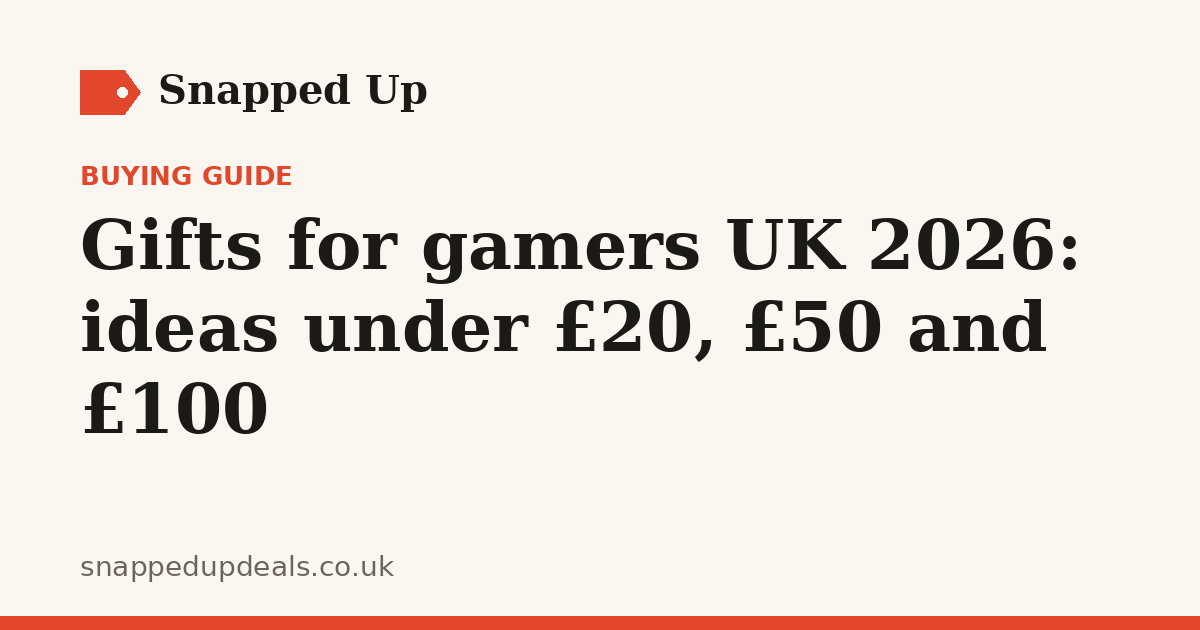 Snapped Up
BUYING GUIDE
Gifts for gamers UK 2026:
ideas under £20, £50 and
£100
snappedupdeals.co.uk